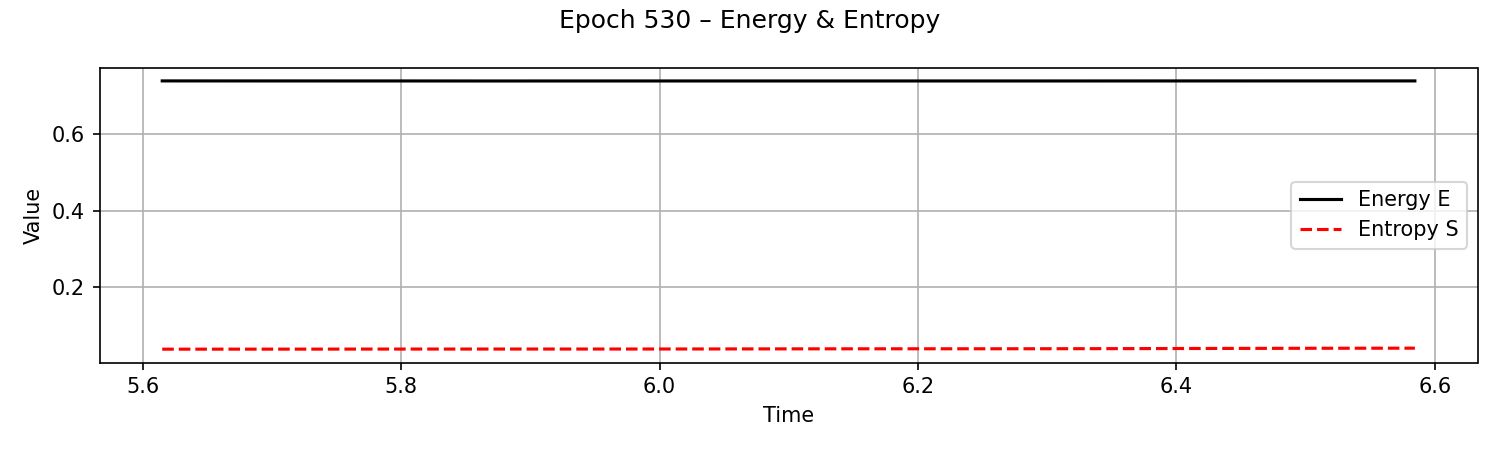 Epoch 530 – Energy & Entropy
Value
0.6
0.4
0.2
Energy E
Entropy S
5.6 5.8 6.0 6.2 6.4 6.6
Time